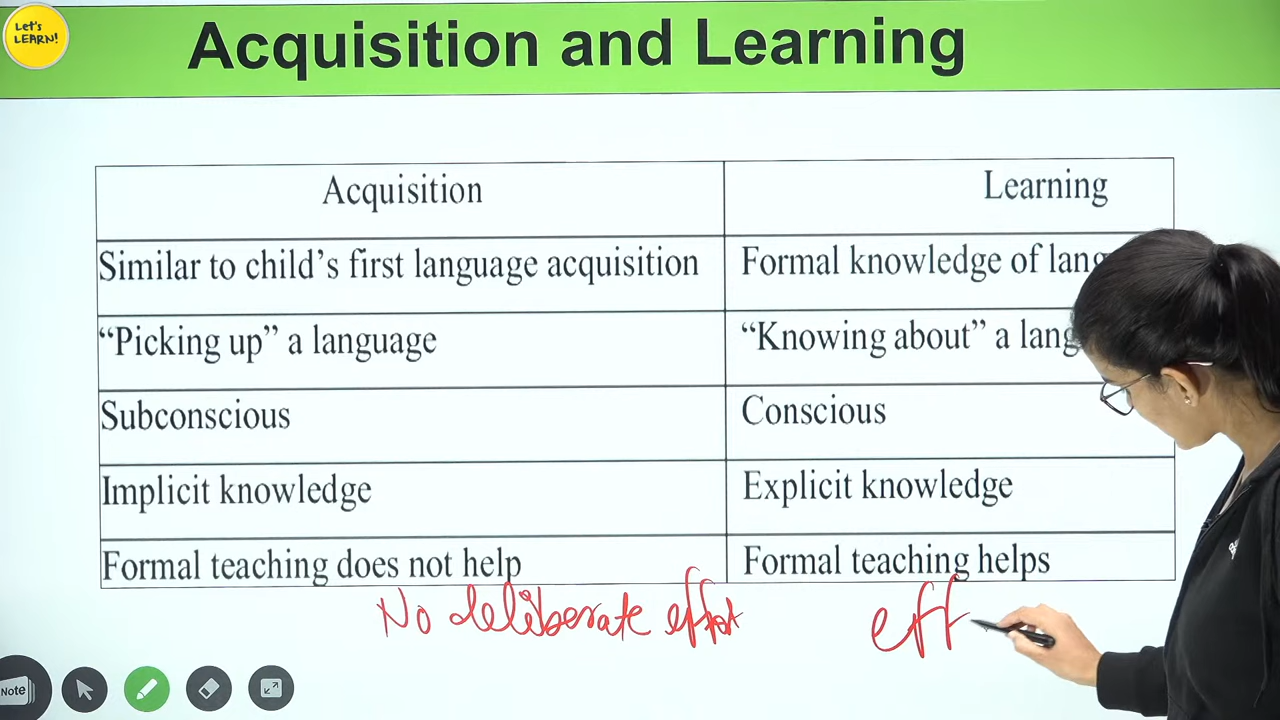 Let's
LEARN!
Acquisition and Learning
Acquisition Learning
Similar to child's first language acquisition Formal knowledge of lang
“Picking up” a language “Knowing about” a lang
Subconscious Conscious
Implicit knowledge Explicit knowledge
Formal teaching does not help Formal teaching helps
No deliberate effort eff
Note